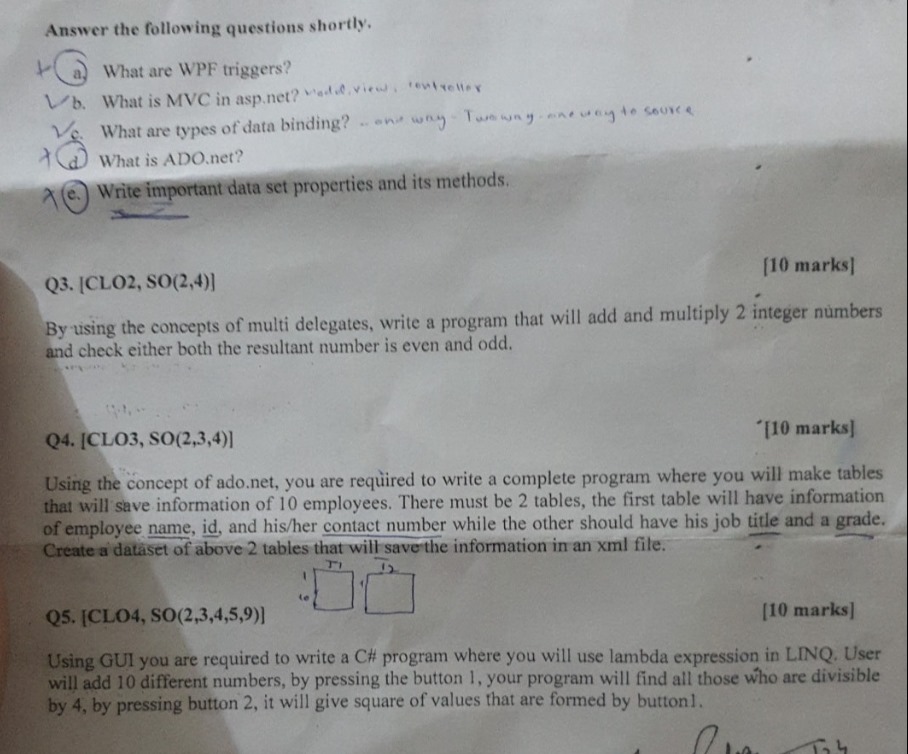 Answer the following questions shortly.
a. What are WPF triggers?
b. What is MVC in asp.net? Model, view, controller
c. What are types of data binding? - one way - Two way - one way to source
d. What is ADO.net?
e. Write important data set properties and its methods.
[10 marks]
Q3. [CLO2, SO(2,4)]
By using the concepts of multi delegates, write a program that will add and multiply 2 integer numbers
and check either both the resultant number is even and odd.
[10 marks]
Q4. [CLO3, SO(2,3,4)]
Using the concept of ado.net, you are required to write a complete program where you will make tables
that will save information of 10 employees. There must be 2 tables, the first table will have information
of employee name, id, and his/her contact number while the other should have his job title and a grade.
Create a dataset of above 2 tables that will save the information in an xml file.
T1 T2
1 1
10
Q5. [CLO4, SO(2,3,4,5,9)]
[10 marks]
Using GUI you are required to write a C# program where you will use lambda expression in LINQ. User
will add 10 different numbers, by pressing the button 1, your program will find all those who are divisible
by 4, by pressing button 2, it will give square of values that are formed by button1.